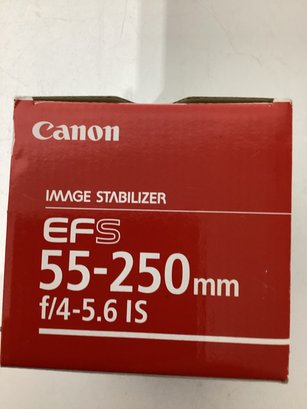 Canon
IMAGE STABILIZER
EFS
55-250mm
f/4-5.6 IS